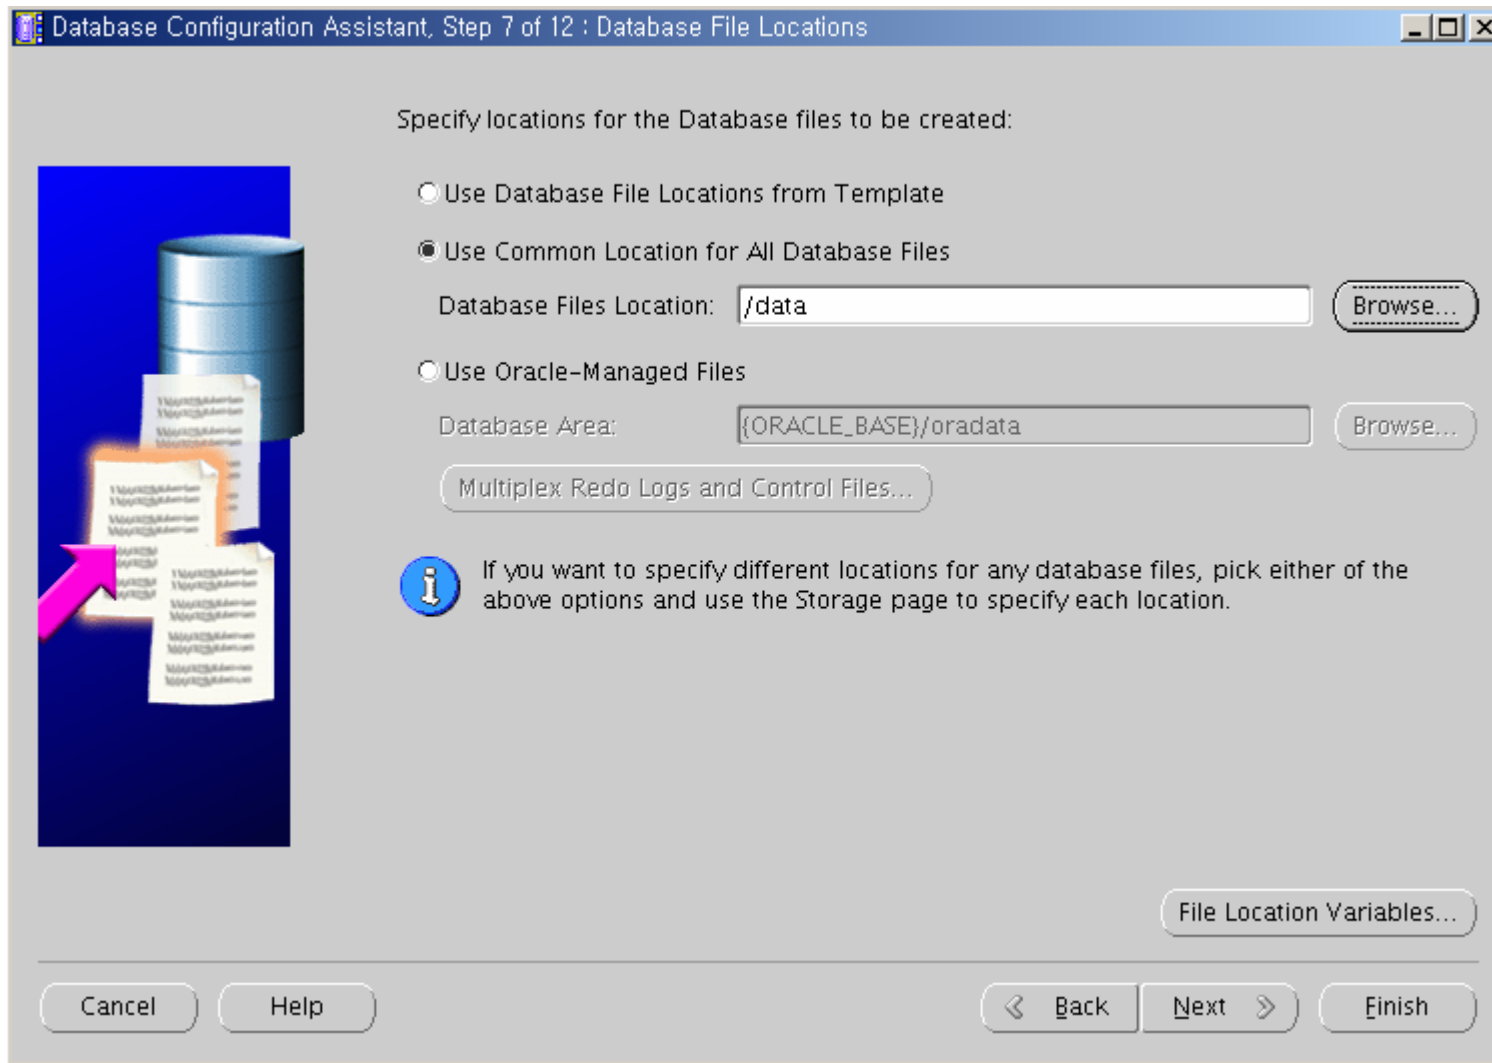 Database Configuration Assistant, Step 7 of 12 : Database File Locations
Specify locations for the Database files to be created:
Use Database File Locations from Template
Use Common Location for All Database Files
Database Files Location: /data Browse...
Use Oracle-Managed Files
Database Area: {ORACLE_BASE}/oradata Browse...
Multiplex Redo Logs and Control Files...
If you want to specify different locations for any database files, pick either of the
above options and use the Storage page to specify each location.
File Location Variables...
Cancel Help Back Next Finish